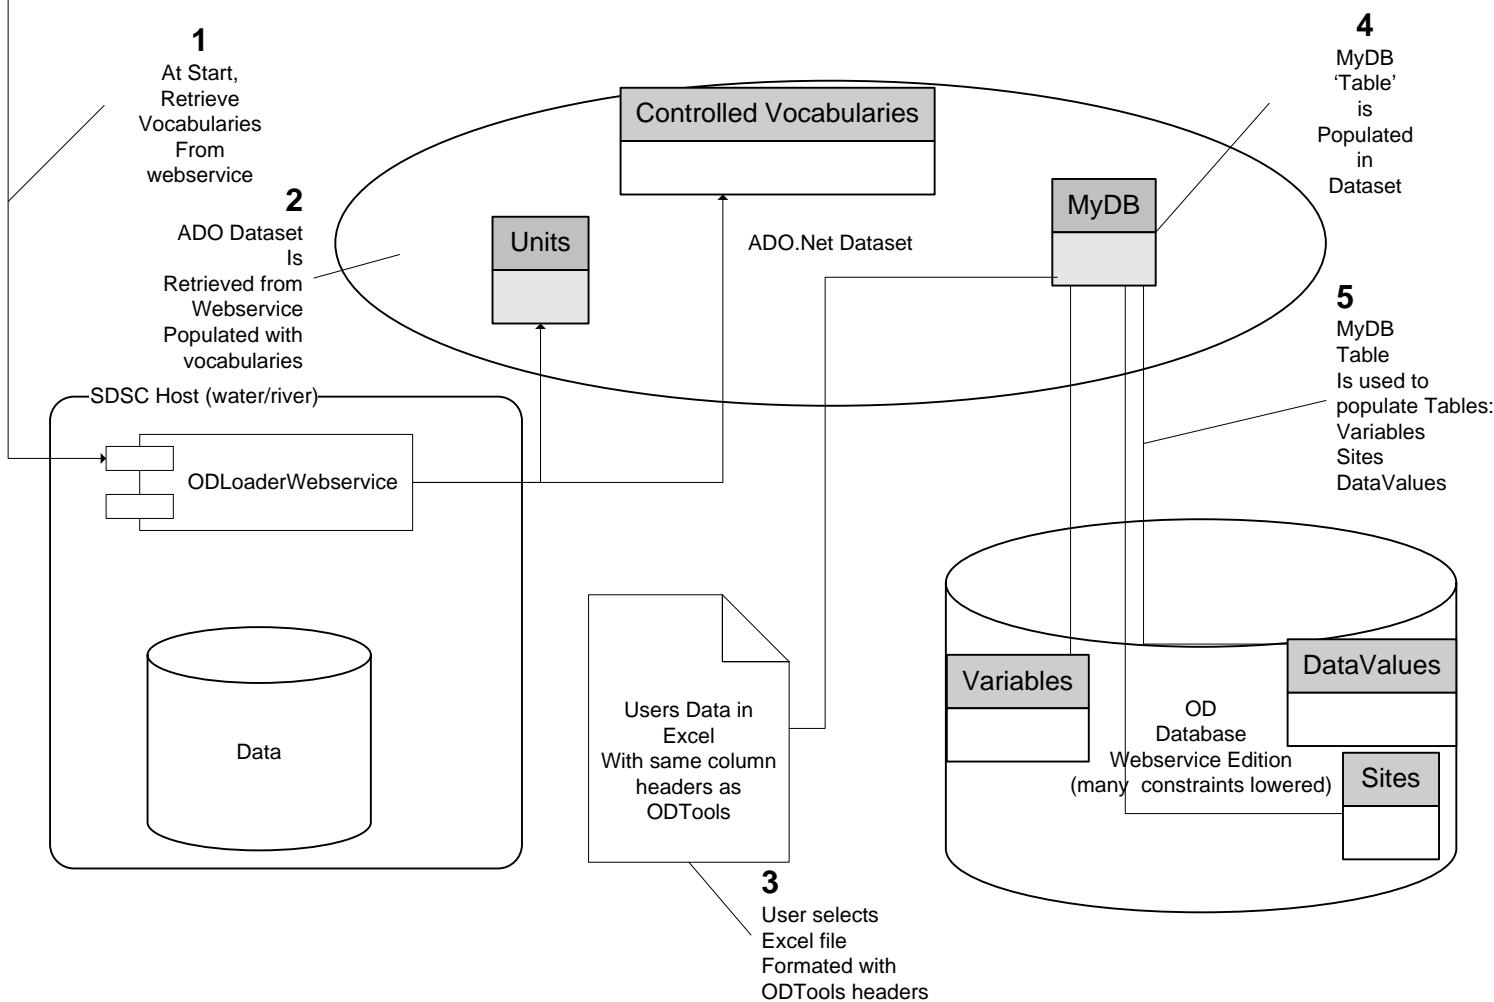 1
At Start,
Retrieve
Vocabularies
From
webservice
2
ADO Dataset
Is
Retrieved from
Webservice
Populated with
vocabularies
Controlled Vocabularies
Units
ADO.Net Dataset
MyDB
4
MyDB
‘Table’
is
Populated
in
Dataset
5
MyDB
Table
Is used to
populate Tables:
Variables
Sites
DataValues
SDSC Host (water/river)
ODLoaderWebservice
Data
Users Data in
Excel
With same column
headers as
ODTools
3
User selects
Excel file
Formated with
ODTools headers
Variables
OD
Database
Webservice Edition
(many constraints lowered)
DataValues
Sites